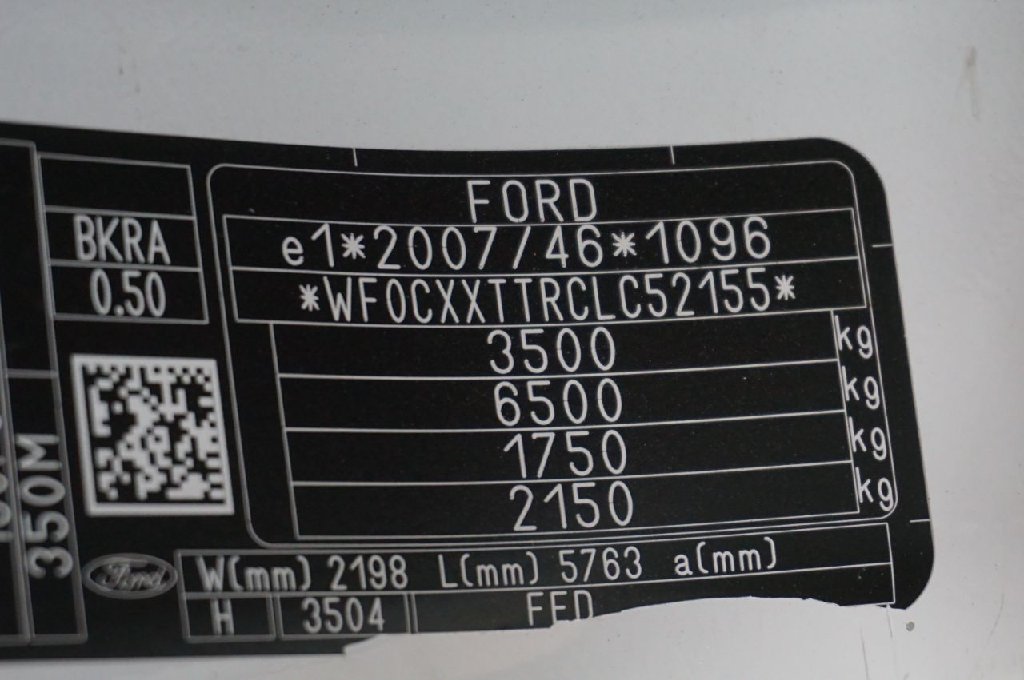 FORD
e1*2007/46*1096
*WF0CXXTTRCLC52155*
3500 kg
6500 kg
1750 kg
2150 kg
BKRA
0.50
350M
Ford
W(mm) 2198 L(mm) 5763 a(mm)
H 3504 FED